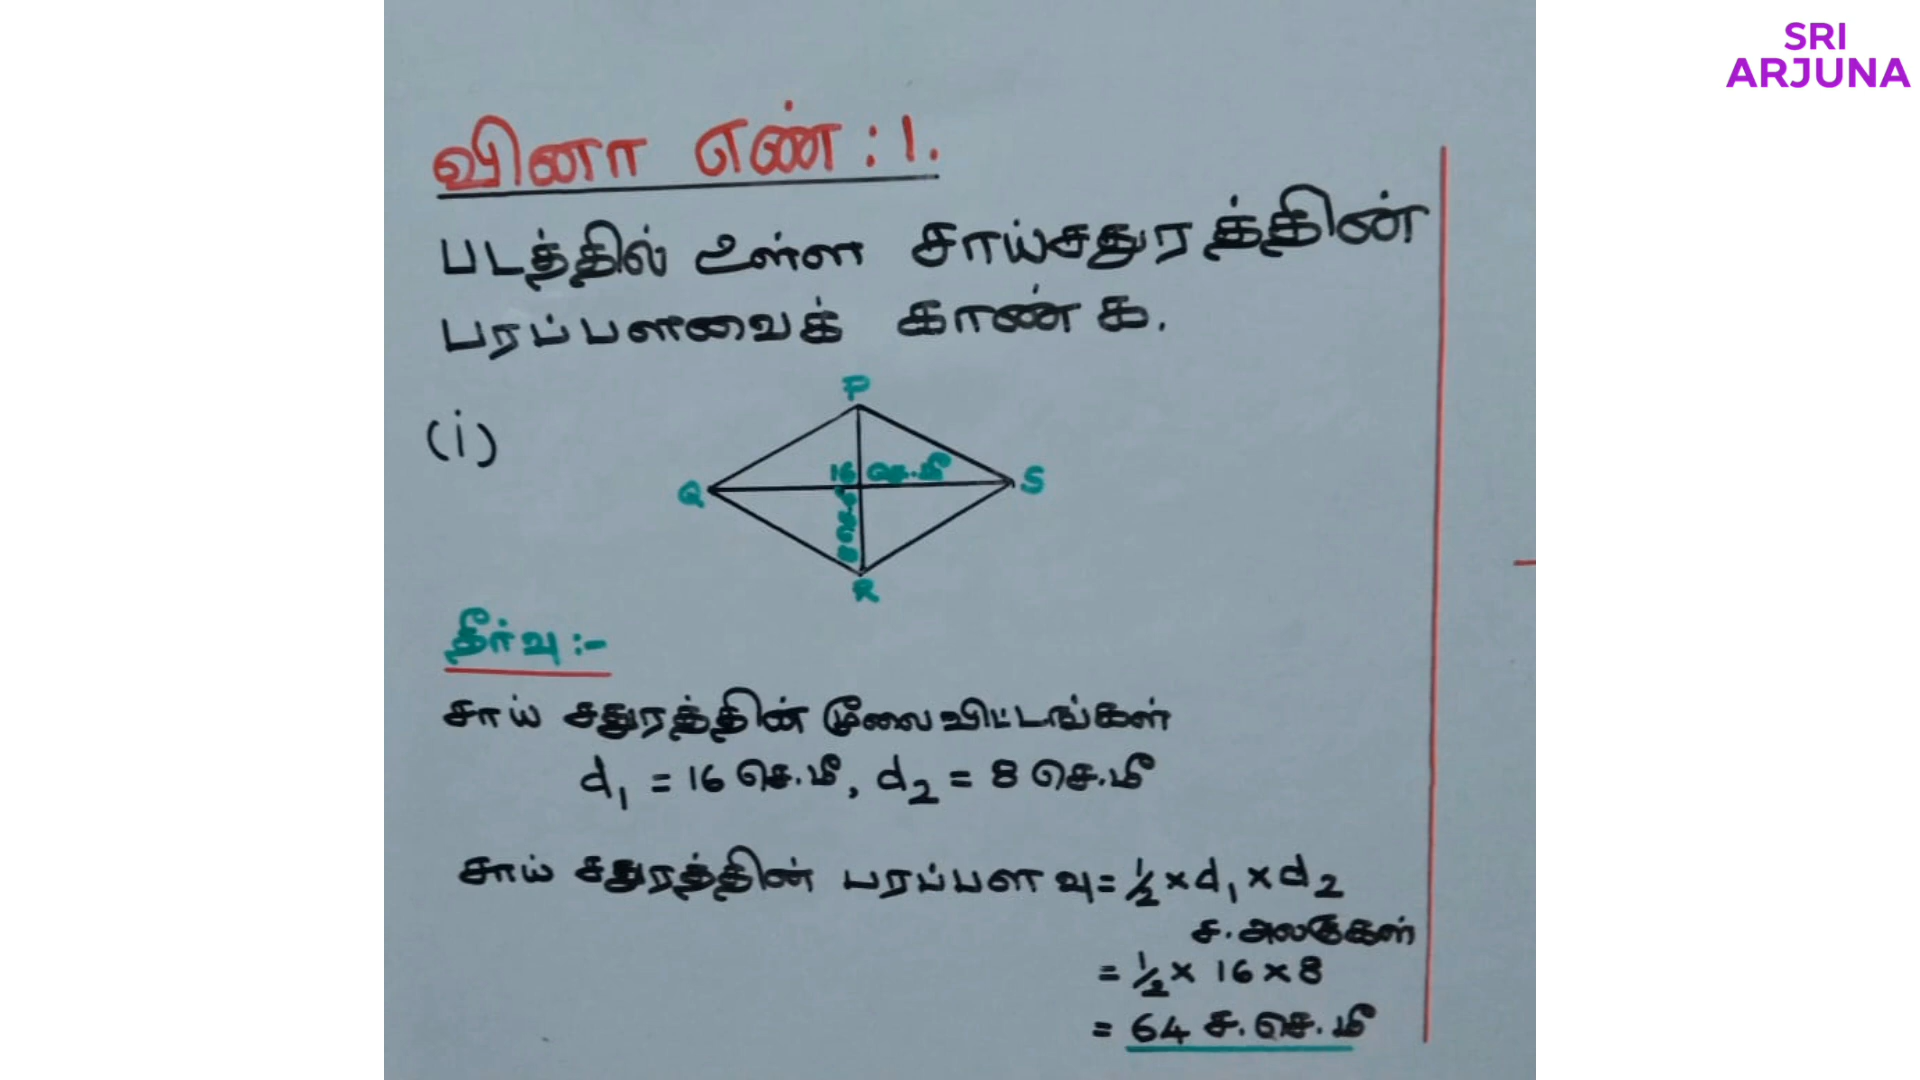 SRI
ARJUNA
வினா எண் : 1.
படத்தில் உள்ள சாய்சதுரத்தின்
பரப்பளவைக் காண்க.
(i)
P
16 செ.மீ
Q
S
8 செ.மீ
R
தீர்வு :-
சாய் சதுரத்தின் மூலைவிட்டங்கள்
d₁ = 16 செ.மீ, d₂ = 8 செ.மீ
சாய் சதுரத்தின் பரப்பளவு = ½ × d₁ × d₂
ச. அலகுகள்
= ½ × 16 × 8
= 64 ச. செ. மீ